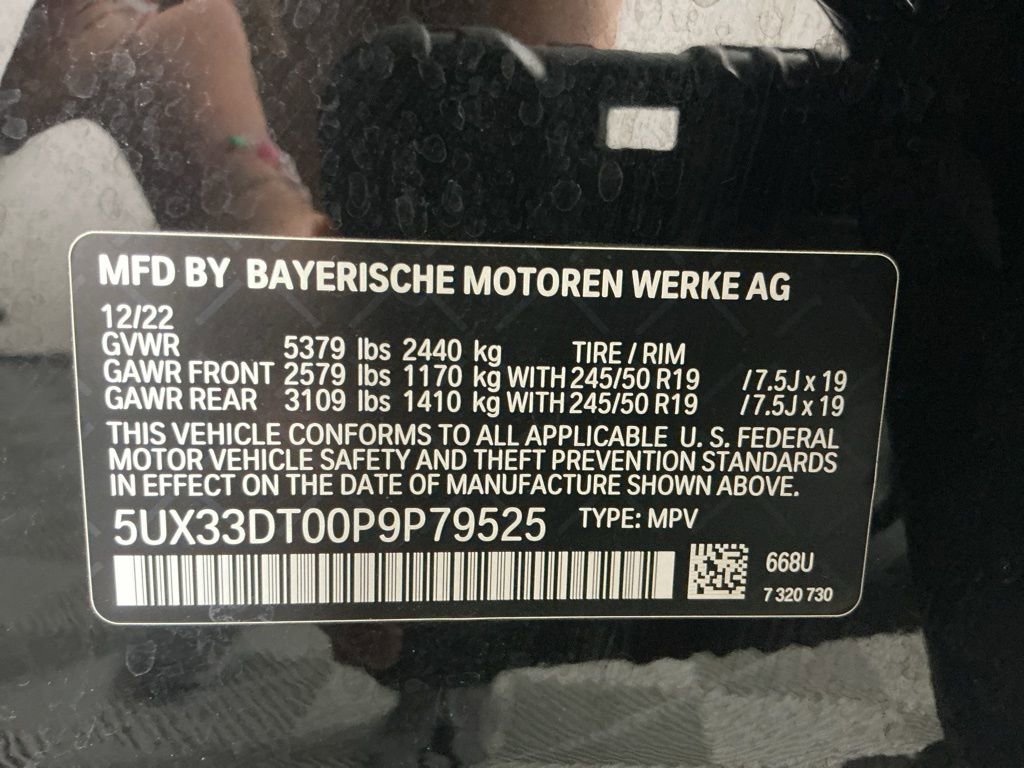 MFD BY BAYERISCHE MOTOREN WERKE AG
12/22
GVWR 5379 lbs 2440 kg TIRE / RIM
GAWR FRONT 2579 lbs 1170 kg WITH 245/50 R19 /7.5J x 19
GAWR REAR 3109 lbs 1410 kg WITH 245/50 R19 /7.5J x 19
THIS VEHICLE CONFORMS TO ALL APPLICABLE U. S. FEDERAL
MOTOR VEHICLE SAFETY AND THEFT PREVENTION STANDARDS
IN EFFECT ON THE DATE OF MANUFACTURE SHOWN ABOVE.
5UX33DT00P9P79525 TYPE: MPV
668U
7 320 730